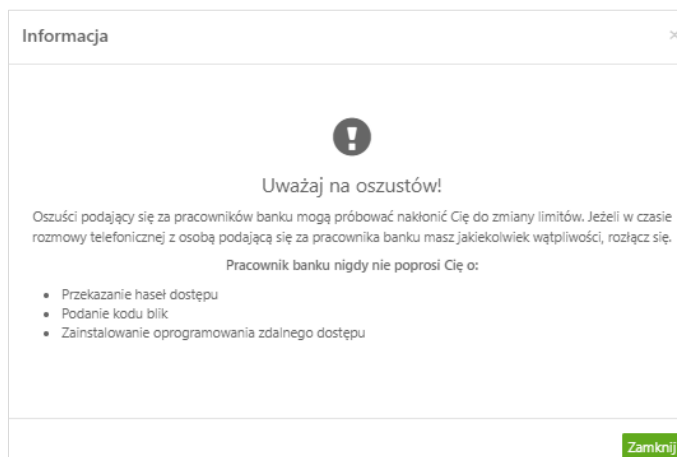 Informacja
Uważaj na oszustów!
Oszuści podający się za pracowników banku mogą próbować nakłonić Cię do zmiany limitów. Jeżeli w czasie
rozmowy telefonicznej z osobą podającą się za pracownika banku masz jakiekolwiek wątpliwości, rozłącz się.
Pracownik banku nigdy nie poprosi Cię o:
• Przekazanie haseł dostępu
• Podanie kodu blik
• Zainstalowanie oprogramowania zdalnego dostępu
Zamknij